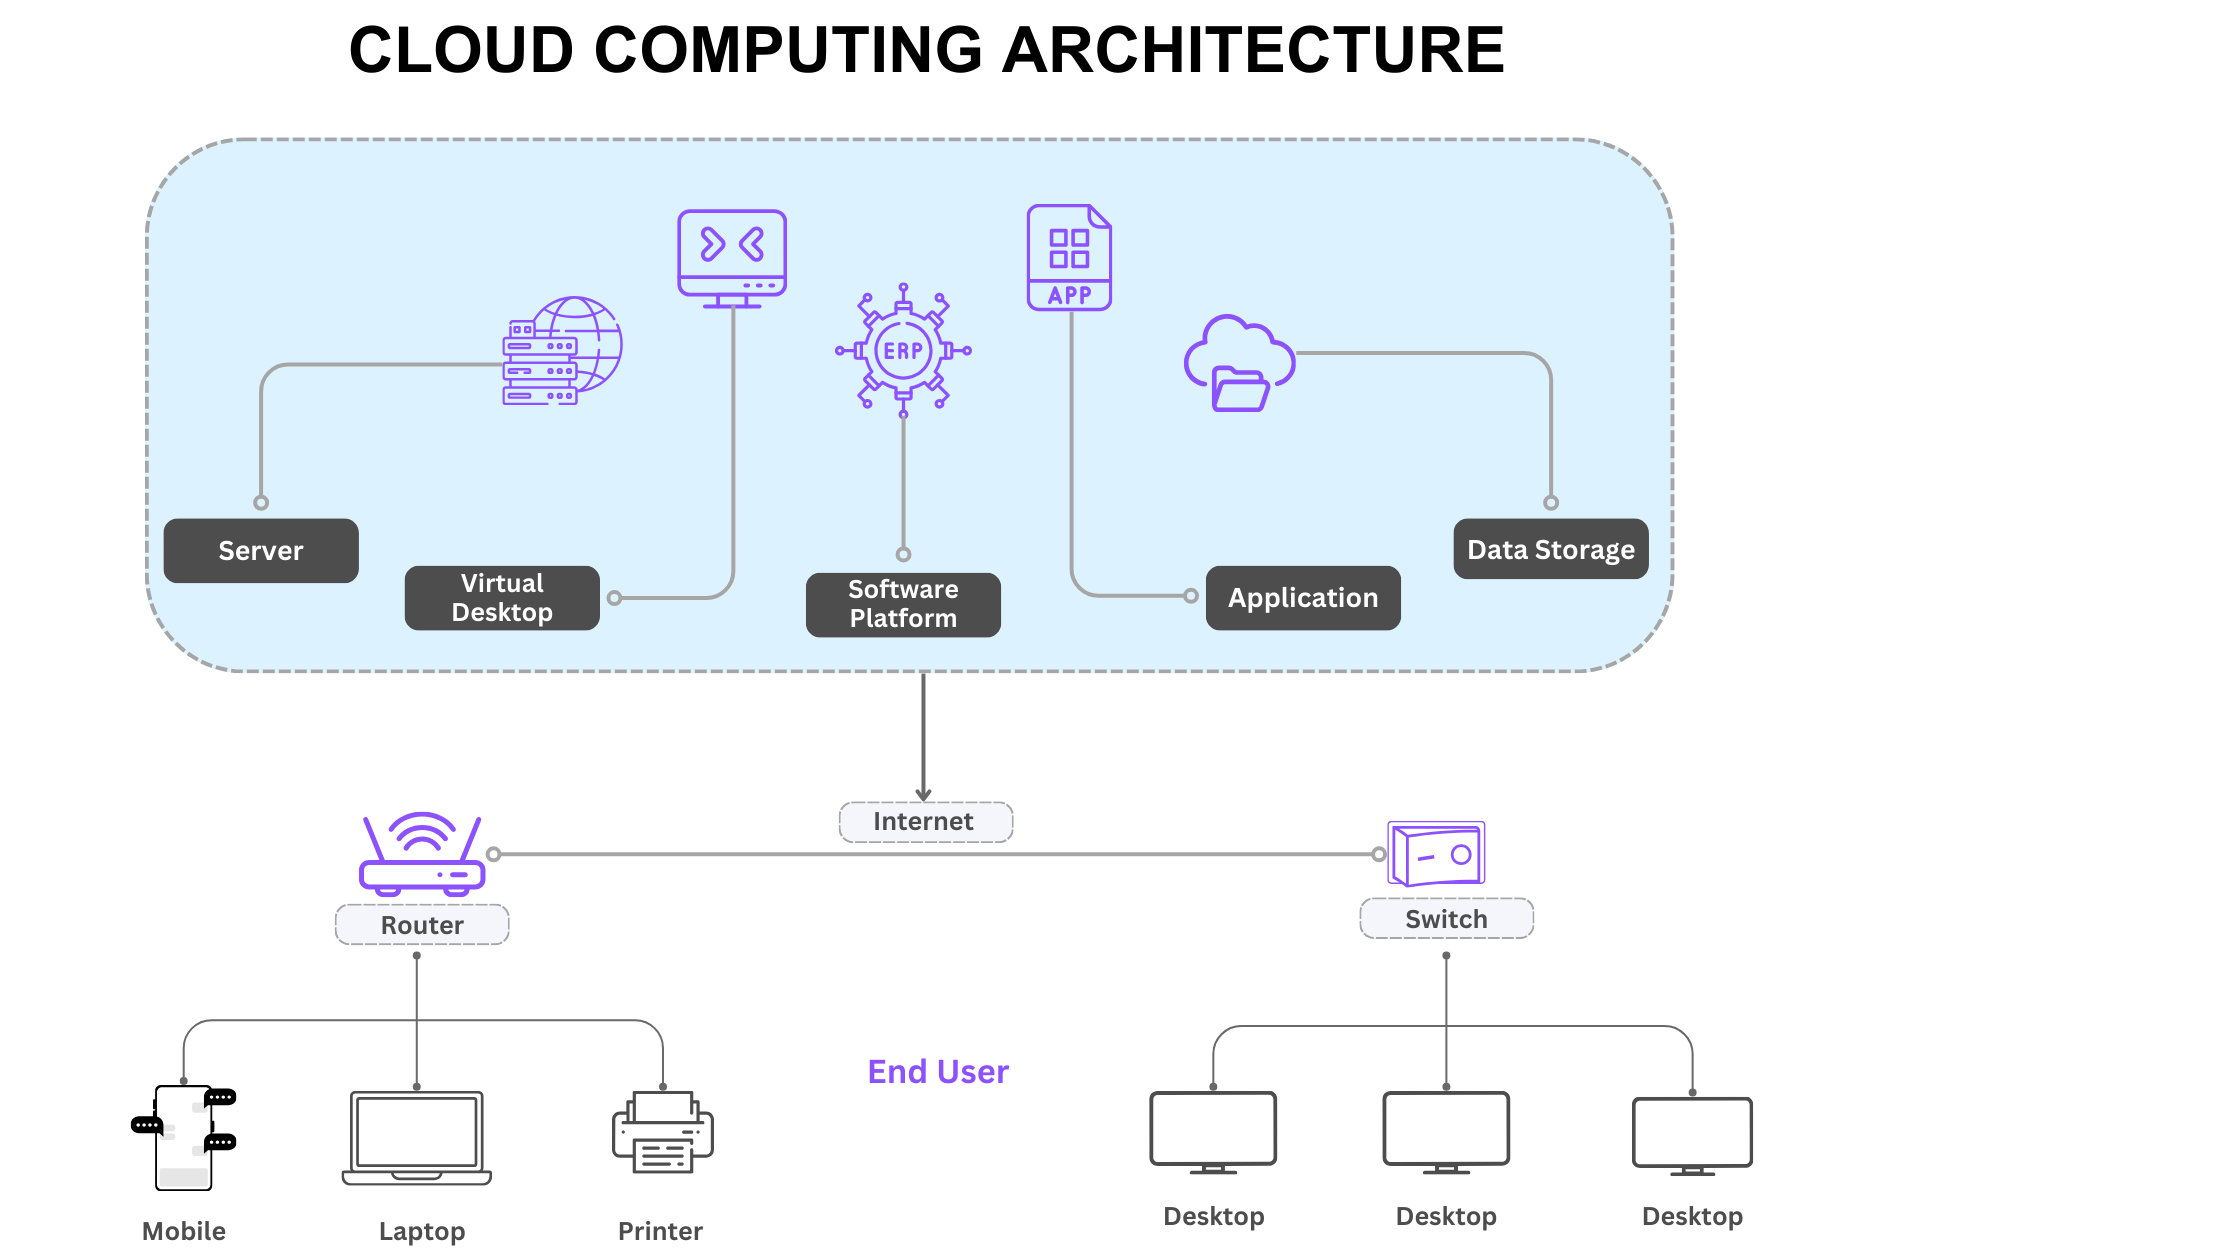 CLOUD COMPUTING ARCHITECTURE
APP
ERP
Server
Virtual
Desktop
Software
Platform
Application
Data Storage
Internet
Router
Switch
End User
Mobile
Laptop
Printer
Desktop
Desktop
Desktop